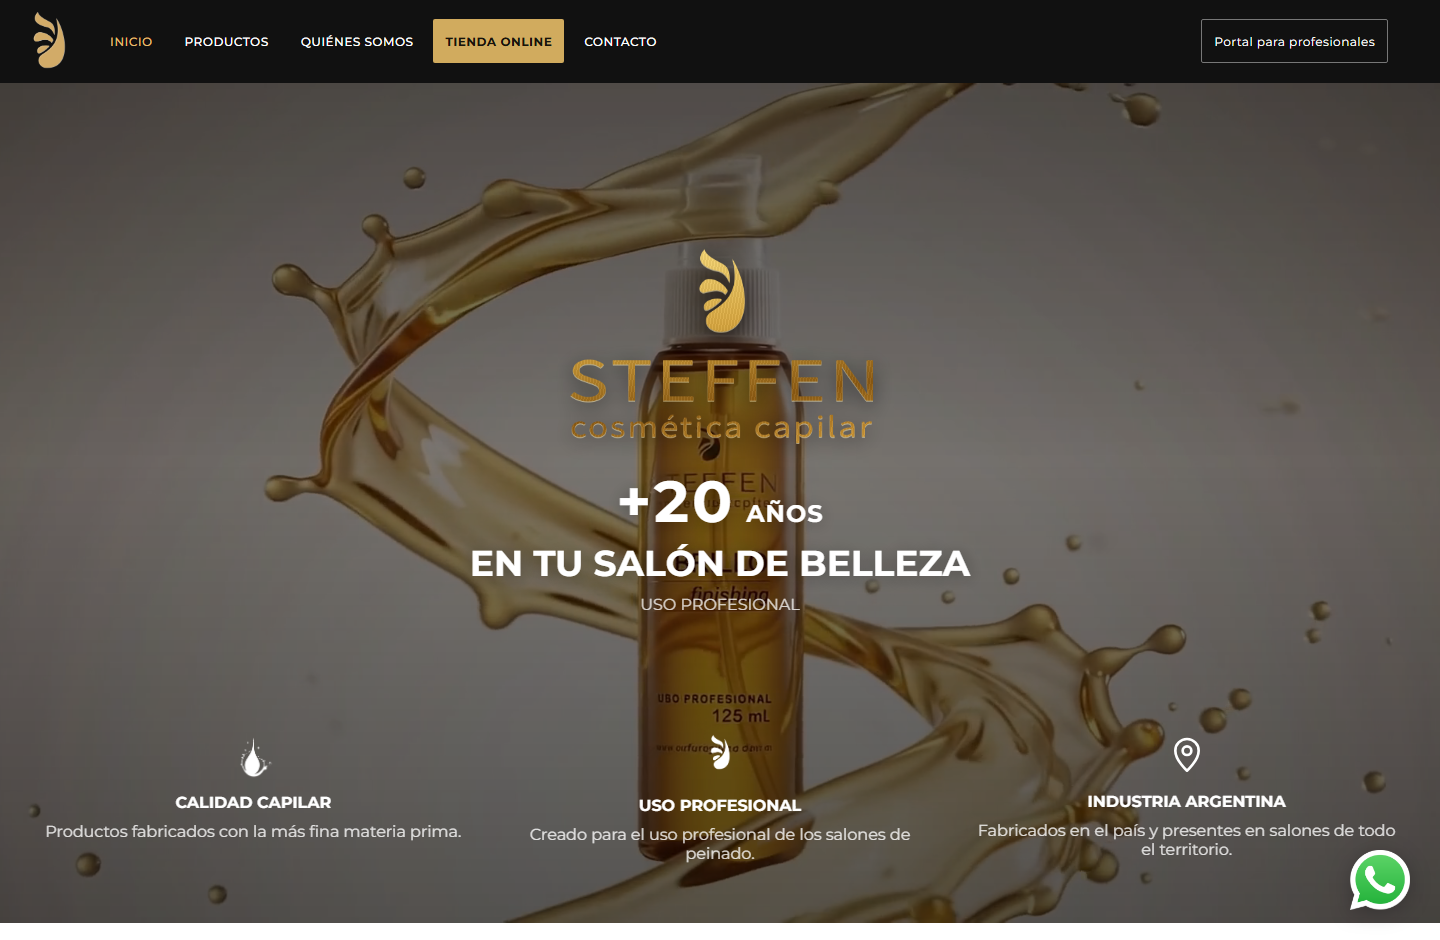 INICIO
PRODUCTOS
QUIÉNES SOMOS
TIENDA ONLINE
CONTACTO
Portal para profesionales
STEFFEN
cosmética capilar
+20 AÑOS
EN TU SALÓN DE BELLEZA
finishing
USO PROFESIONAL
USO PROFESIONAL
125 mL
CALIDAD CAPILAR
Productos fabricados con la más fina materia prima.
USO PROFESIONAL
Creado para el uso profesional de los salones de
peinado.
INDUSTRIA ARGENTINA
Fabricados en el país y presentes en salones de todo
el territorio.